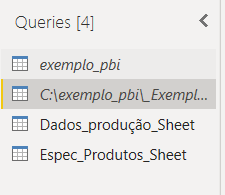 Queries [4]
exemplo_pbi
C:\exemplo_pbi\_Exempl...
Dados_produção_Sheet
Espec_Produtos_Sheet